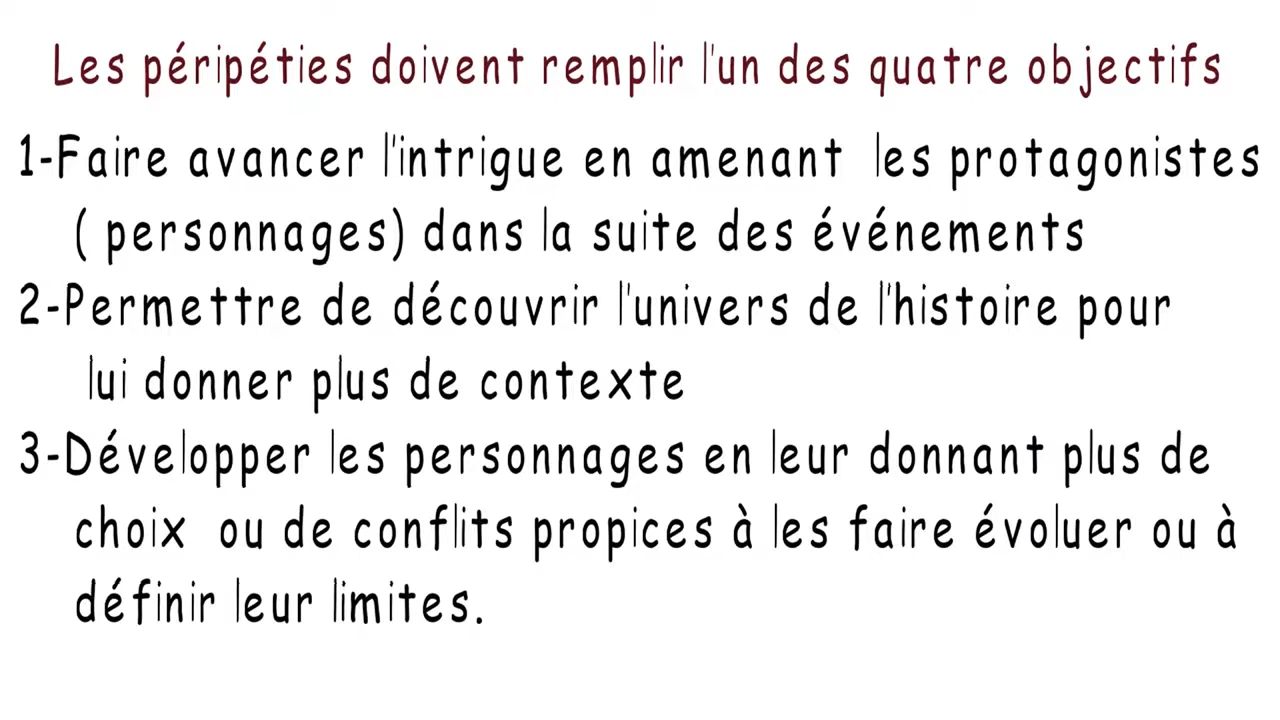 Les péripéties doivent remplir l'un des quatre objectifs
1-Faire avancer l'intrigue en amenant les protagonistes
( personnages) dans la suite des événements
2-Permettre de découvrir l'univers de l'histoire pour
lui donner plus de contexte
3-Développer les personnages en leur donnant plus de
choix ou de conflits propices à les faire évoluer ou à
définir leur limites.